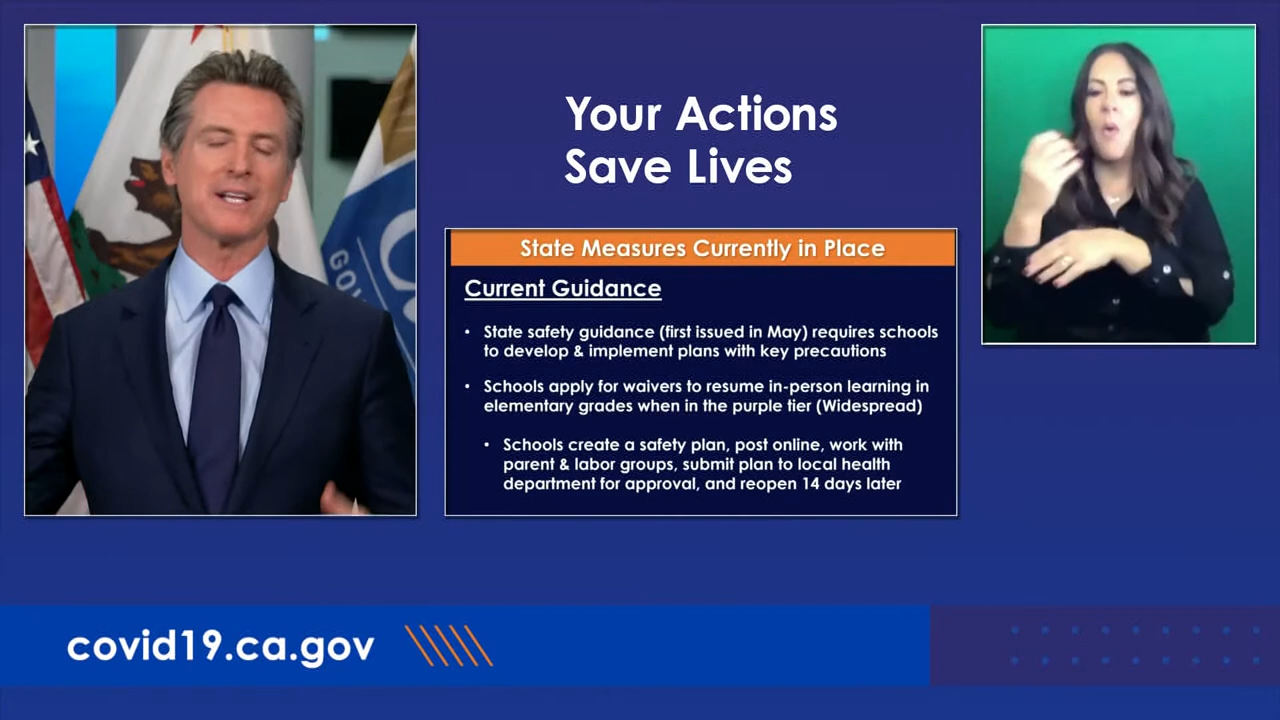 Your Actions
Save Lives
State Measures Currently in Place
Current Guidance
• State safety guidance (first issued in May) requires schools
to develop & implement plans with key precautions
• Schools apply for waivers to resume in-person learning in
elementary grades when in the purple tier (Widespread)
• Schools create a safety plan, post online, work with
parent & labor groups, submit plan to local health
department for approval, and reopen 14 days later
covid19.ca.gov